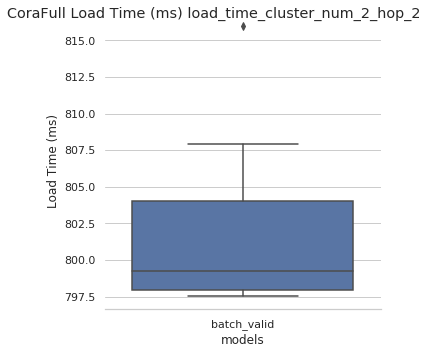 CoraFull Load Time (ms) load_time_cluster_num_2_hop_2
815.0
812.5
810.0
807.5
805.0
802.5
800.0
797.5
Load Time (ms)
batch_valid
models